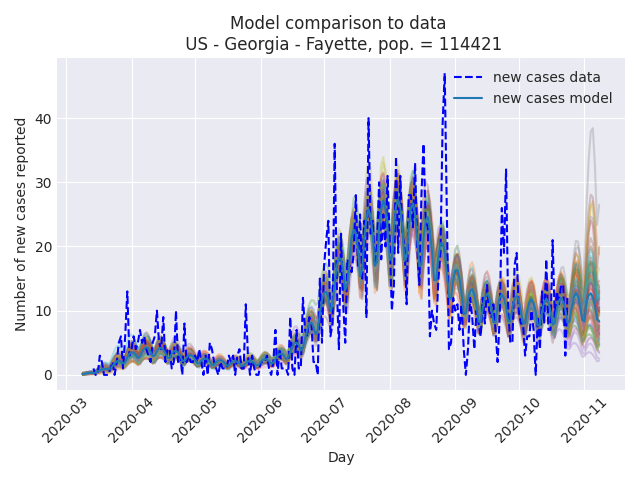 Model comparison to data
US - Georgia - Fayette, pop. = 114421
new cases data
new cases model
Number of new cases reported
40
30
20
10
0
2020-03
2020-04
2020-05
2020-06
2020-07
2020-08
2020-09
2020-10
2020-11
Day